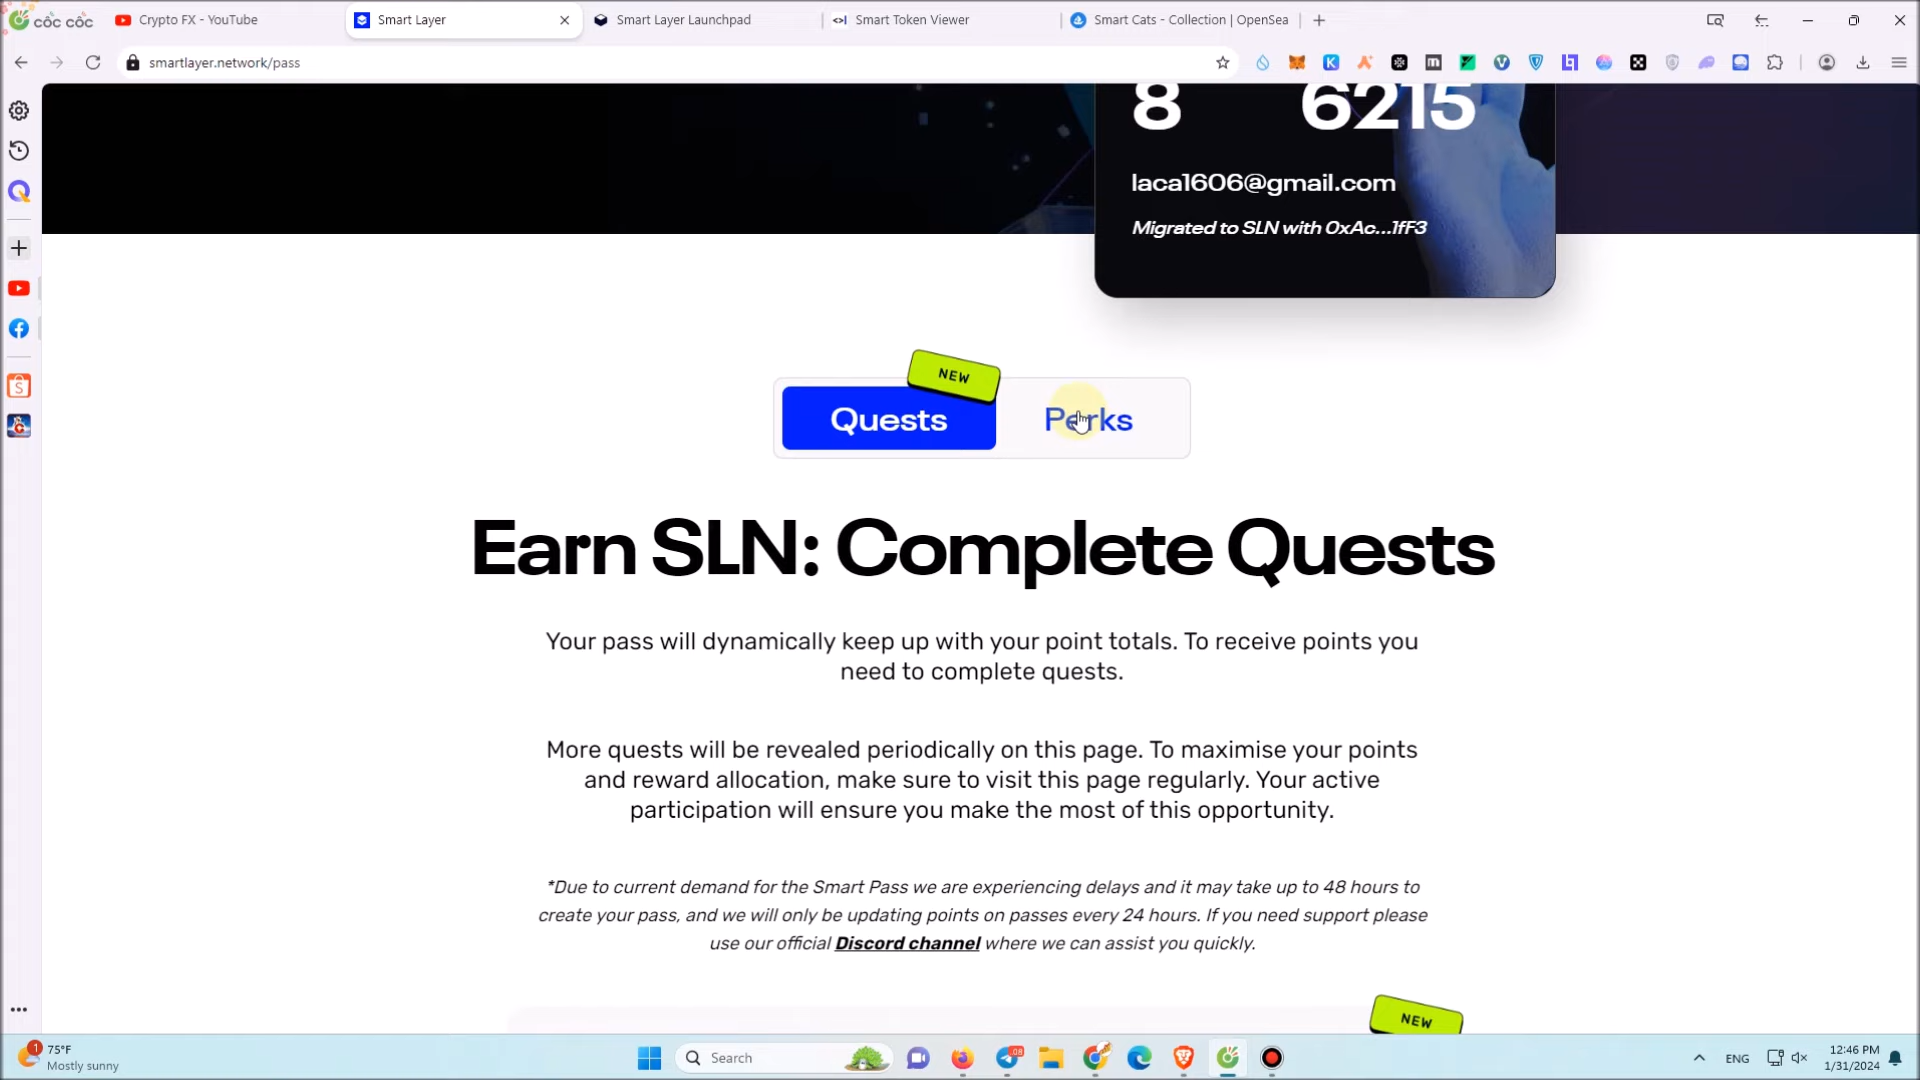 cốc cốc
Crypto FX - YouTube
Smart Layer
Smart Layer Launchpad
Smart Token Viewer
Smart Cats - Collection | OpenSea
smartlayer.network/pass
8 6215
laca1606@gmail.com
Migrated to SLN with 0xAc...1fF3
NEW
Quests
Perks
Earn SLN: Complete Quests
Your pass will dynamically keep up with your point totals. To receive points you
need to complete quests.
More quests will be revealed periodically on this page. To maximise your points
and reward allocation, make sure to visit this page regularly. Your active
participation will ensure you make the most of this opportunity.
*Due to current demand for the Smart Pass we are experiencing delays and it may take up to 48 hours to
create your pass, and we will only be updating points on passes every 24 hours. If you need support please
use our official Discord channel where we can assist you quickly.
NEW
1
75°F
Mostly sunny
Search
ENG
12:46 PM
1/31/2024